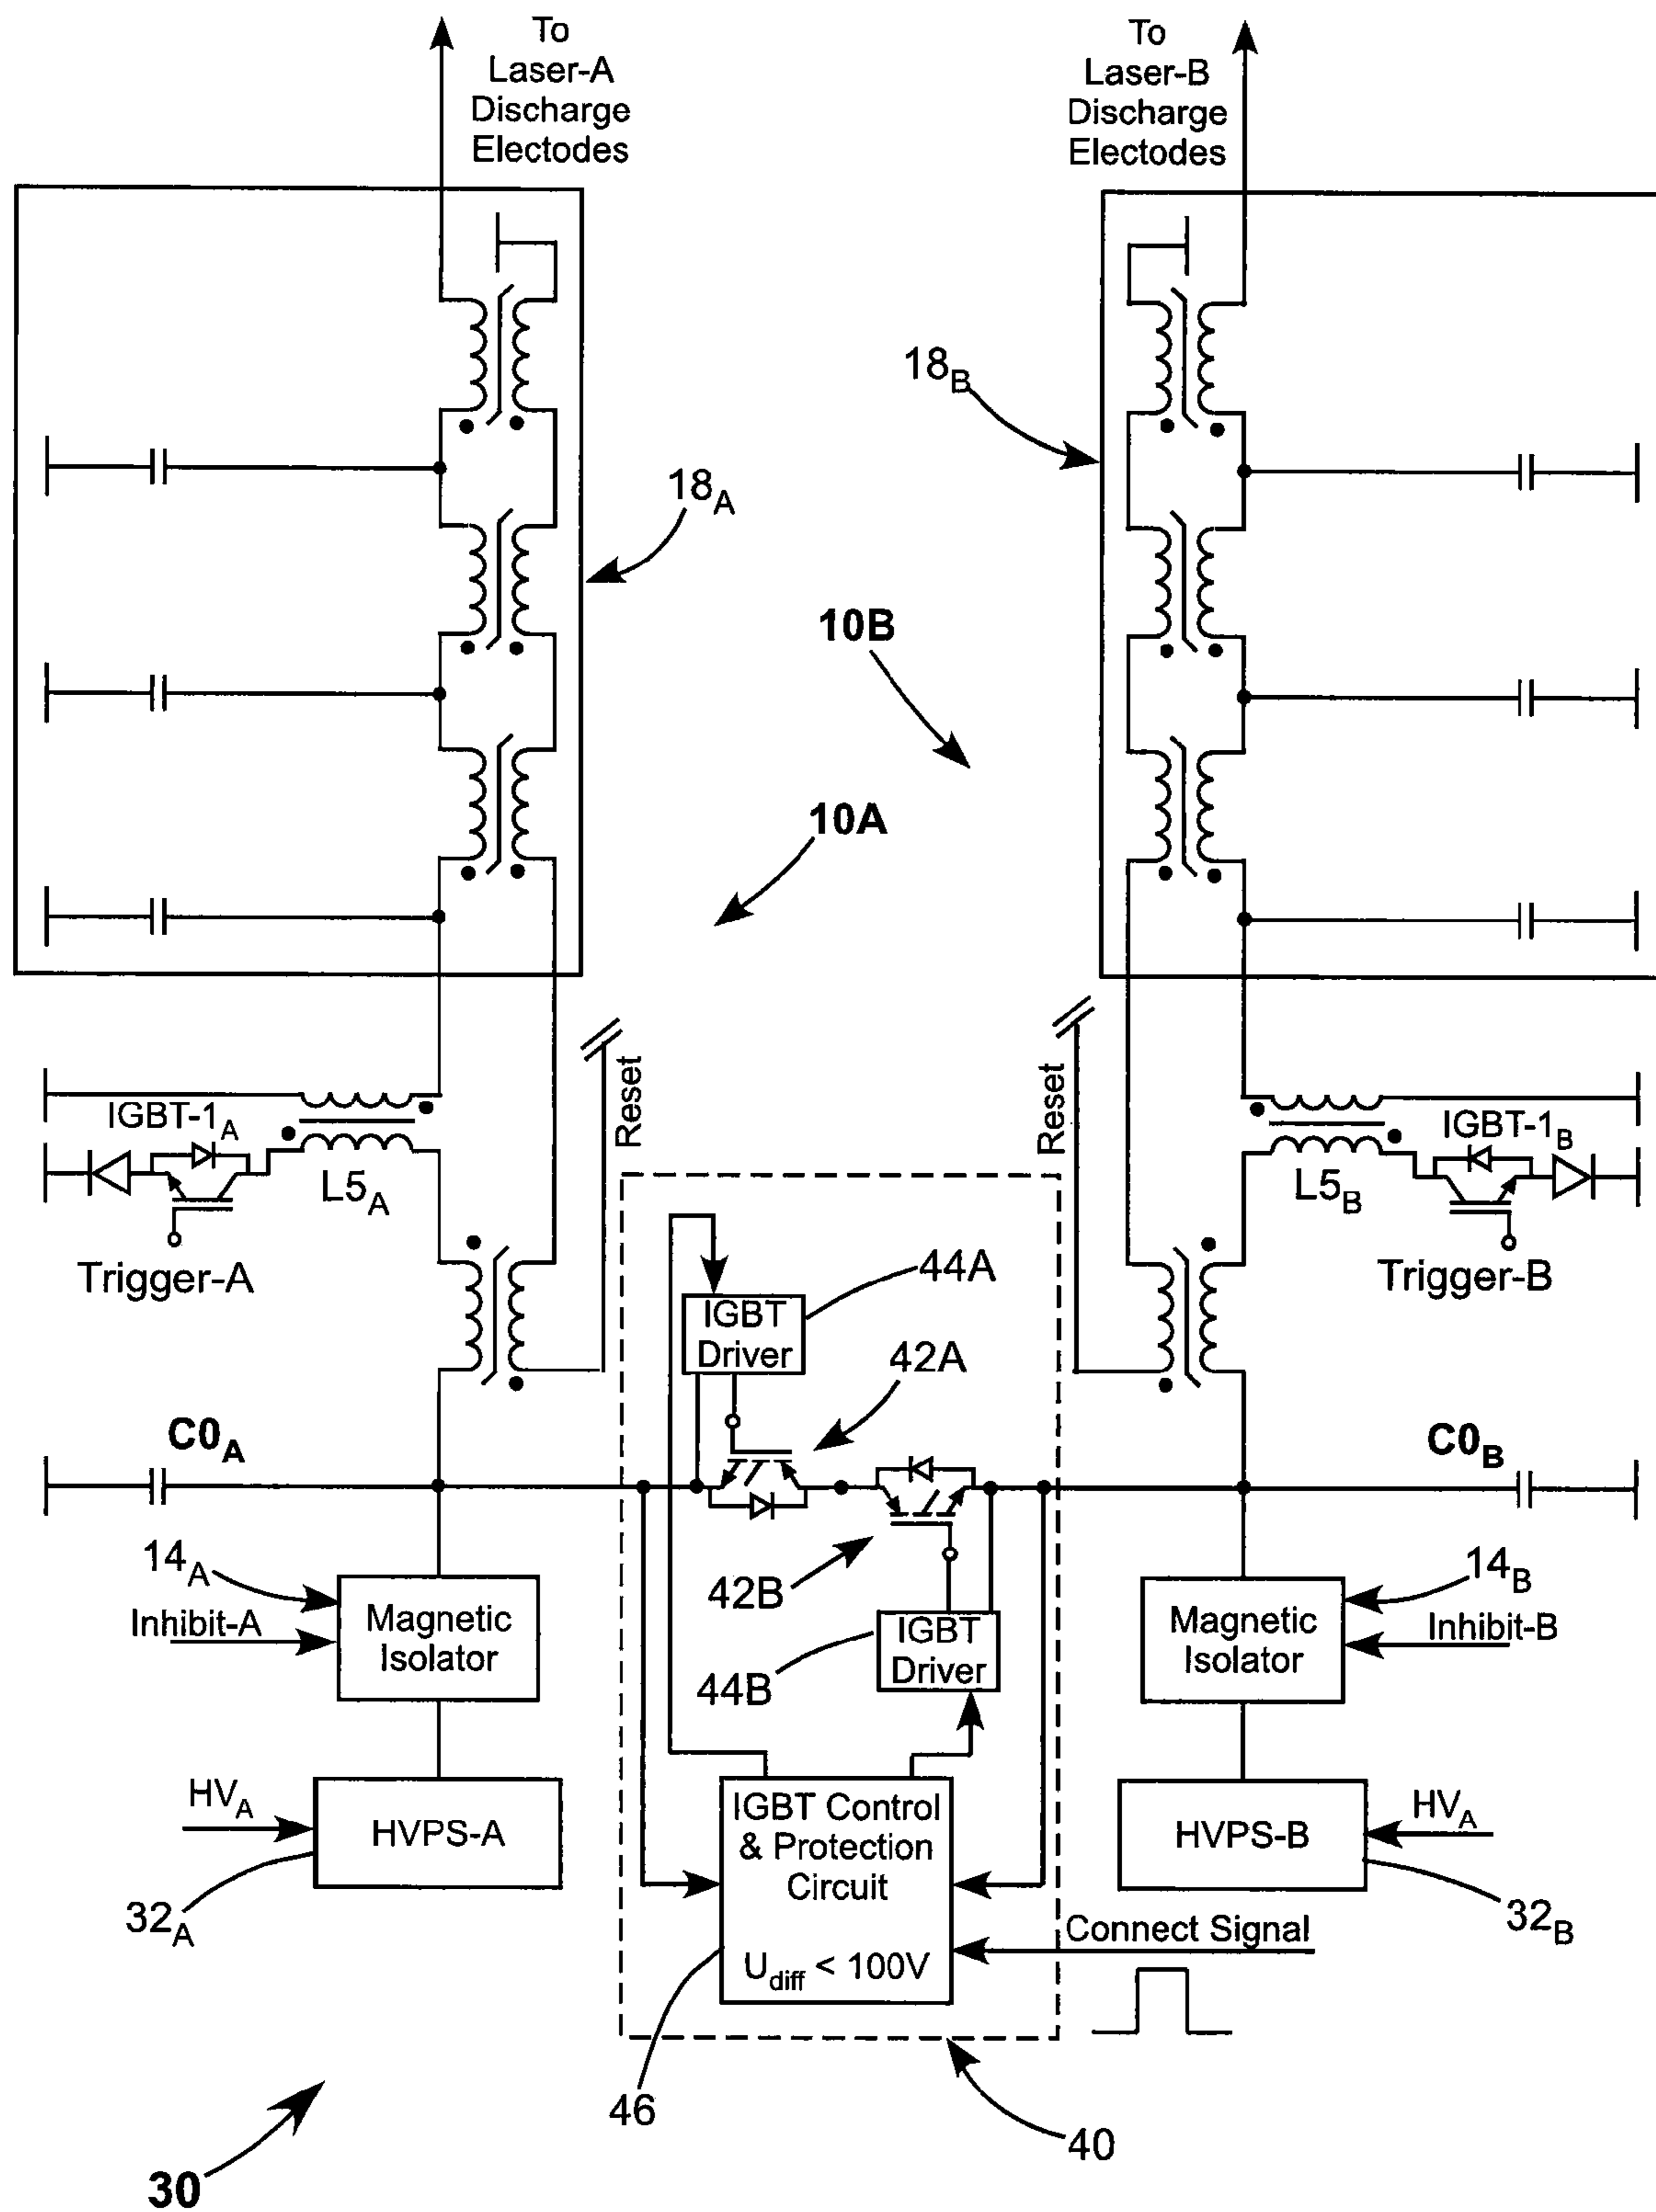 To
Laser-A
Discharge
Electodes
To
Laser-B
Discharge
Electodes
18B
18A
10B
10A
Reset
Reset
IGBT-1A
L5A
Trigger-A
IGBT-1B
L5B
Trigger-B
IGBT
Driver
44A
42A
C0A
C0B
14A
Inhibit-A
Magnetic
Isolator
42B
IGBT
Driver
44B
Magnetic
Isolator
14B
Inhibit-B
HVA
HVPS-A
32A
IGBT Control
& Protection
Circuit
Udiff < 100V
HVPS-B
HVA
32B
Connect Signal
46
40
30